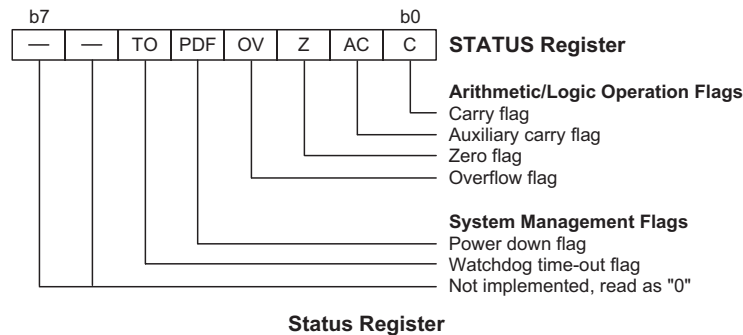 b7 b0
— — TO PDF OV Z AC C STATUS Register
Arithmetic/Logic Operation Flags
Carry flag
Auxiliary carry flag
Zero flag
Overflow flag
System Management Flags
Power down flag
Watchdog time-out flag
Not implemented, read as "0"
Status Register